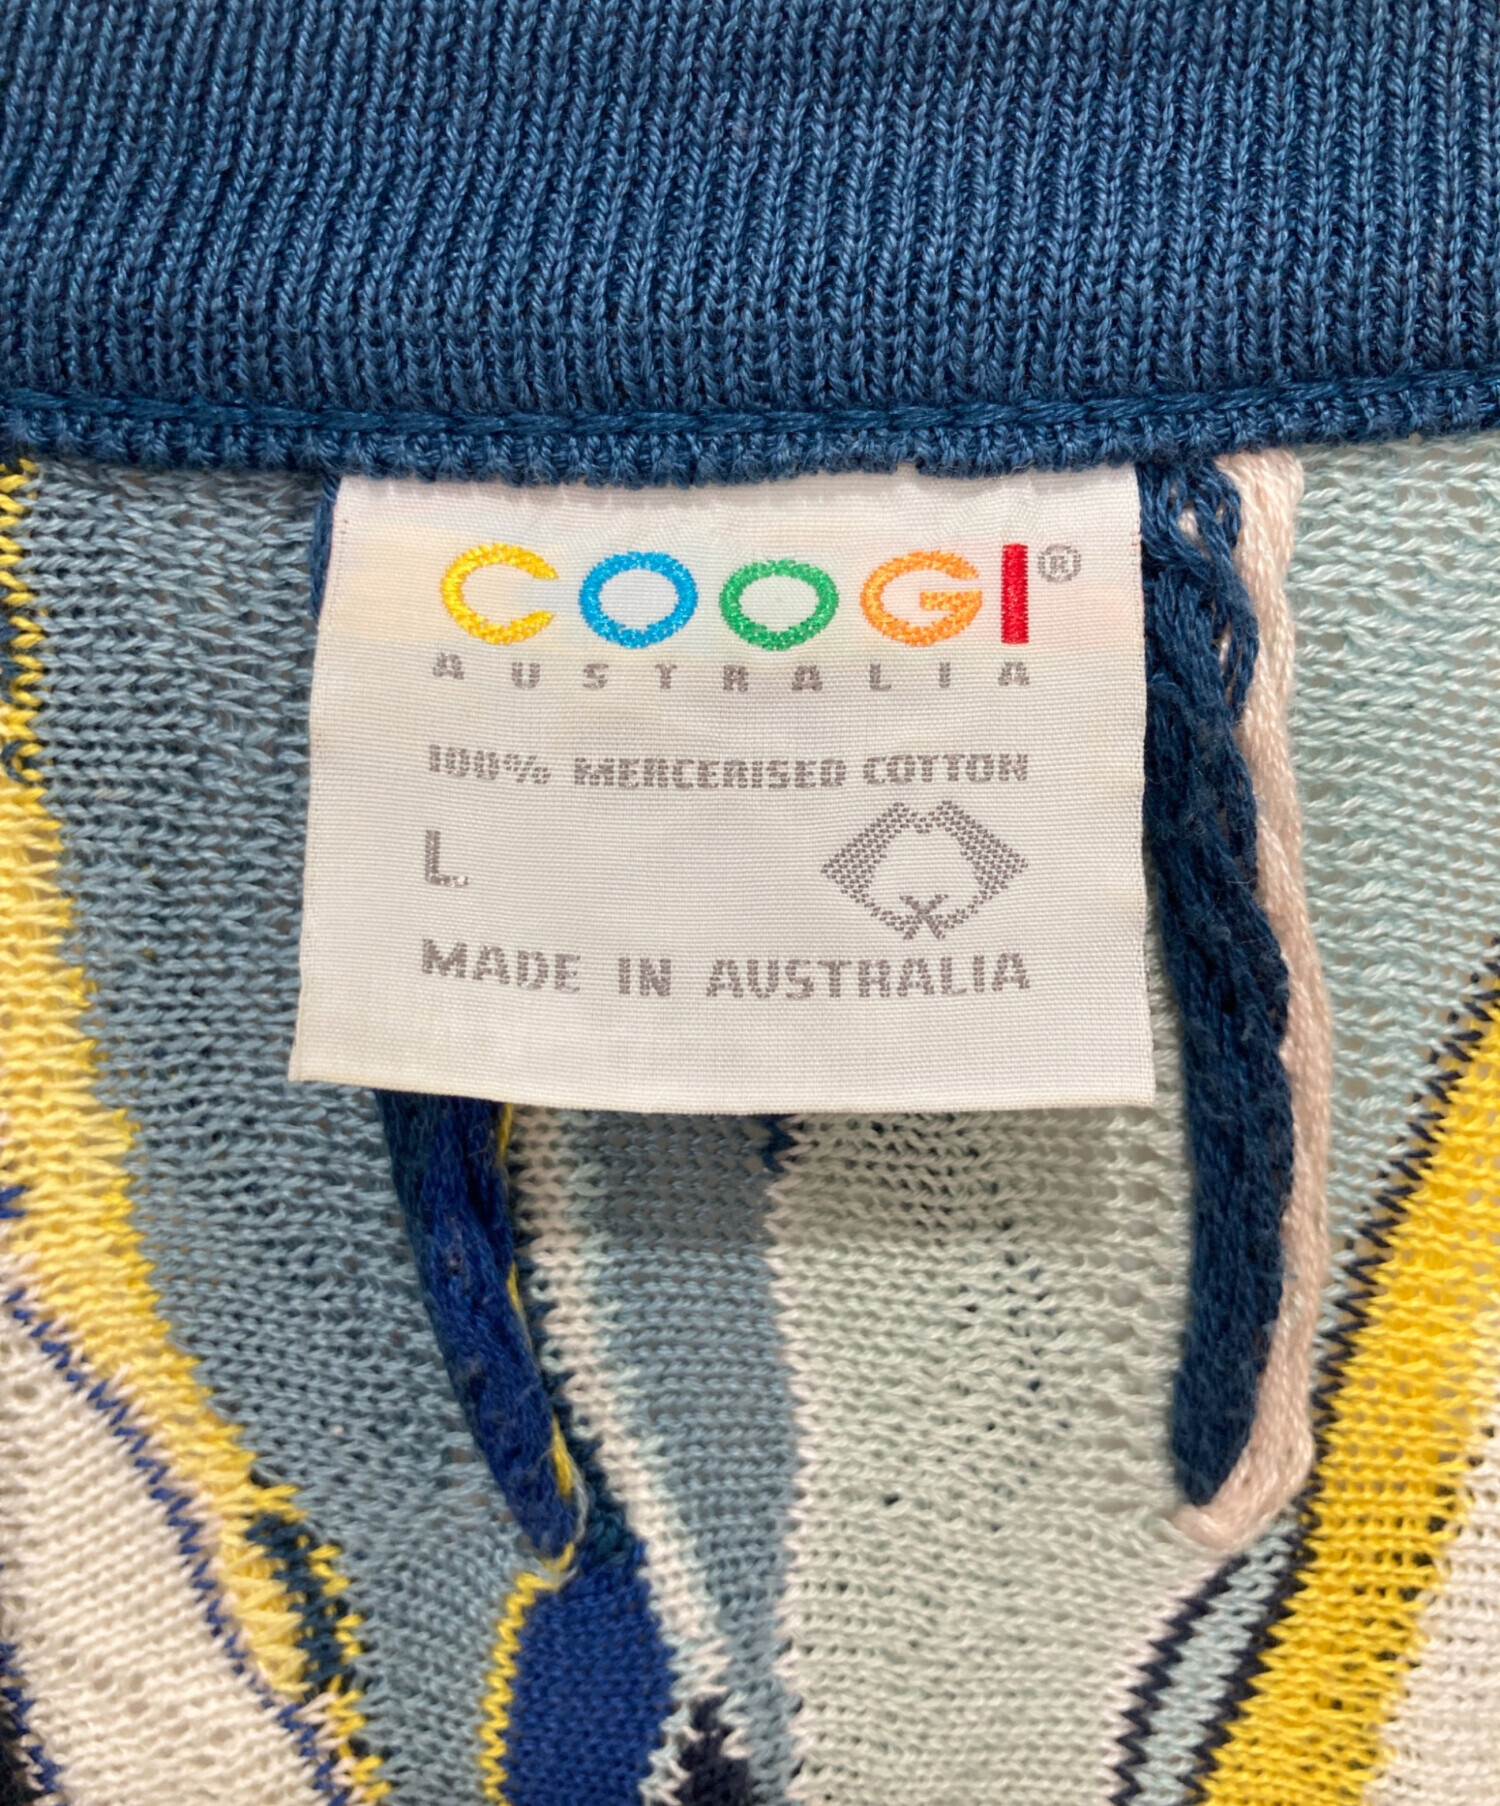 COOGI®
AUSTRALIA
100% MERCERISED COTTON
L
MADE IN AUSTRALIA